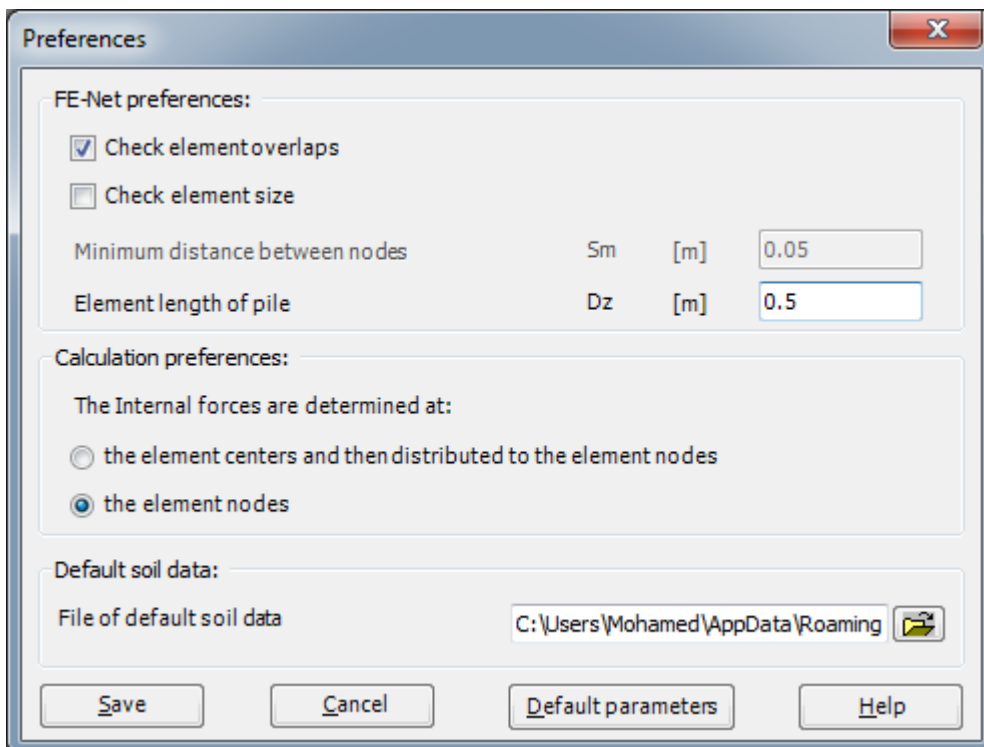 Preferences
FE-Net preferences:
Check element overlaps
Check element size
Minimum distance between nodes Sm [m] 0.05
Element length of pile Dz [m] 0.5
Calculation preferences:
The Internal forces are determined at:
the element centers and then distributed to the element nodes
the element nodes
Default soil data:
File of default soil data C:\Users\Mohamed\AppData\Roaming
Save Cancel Default parameters Help